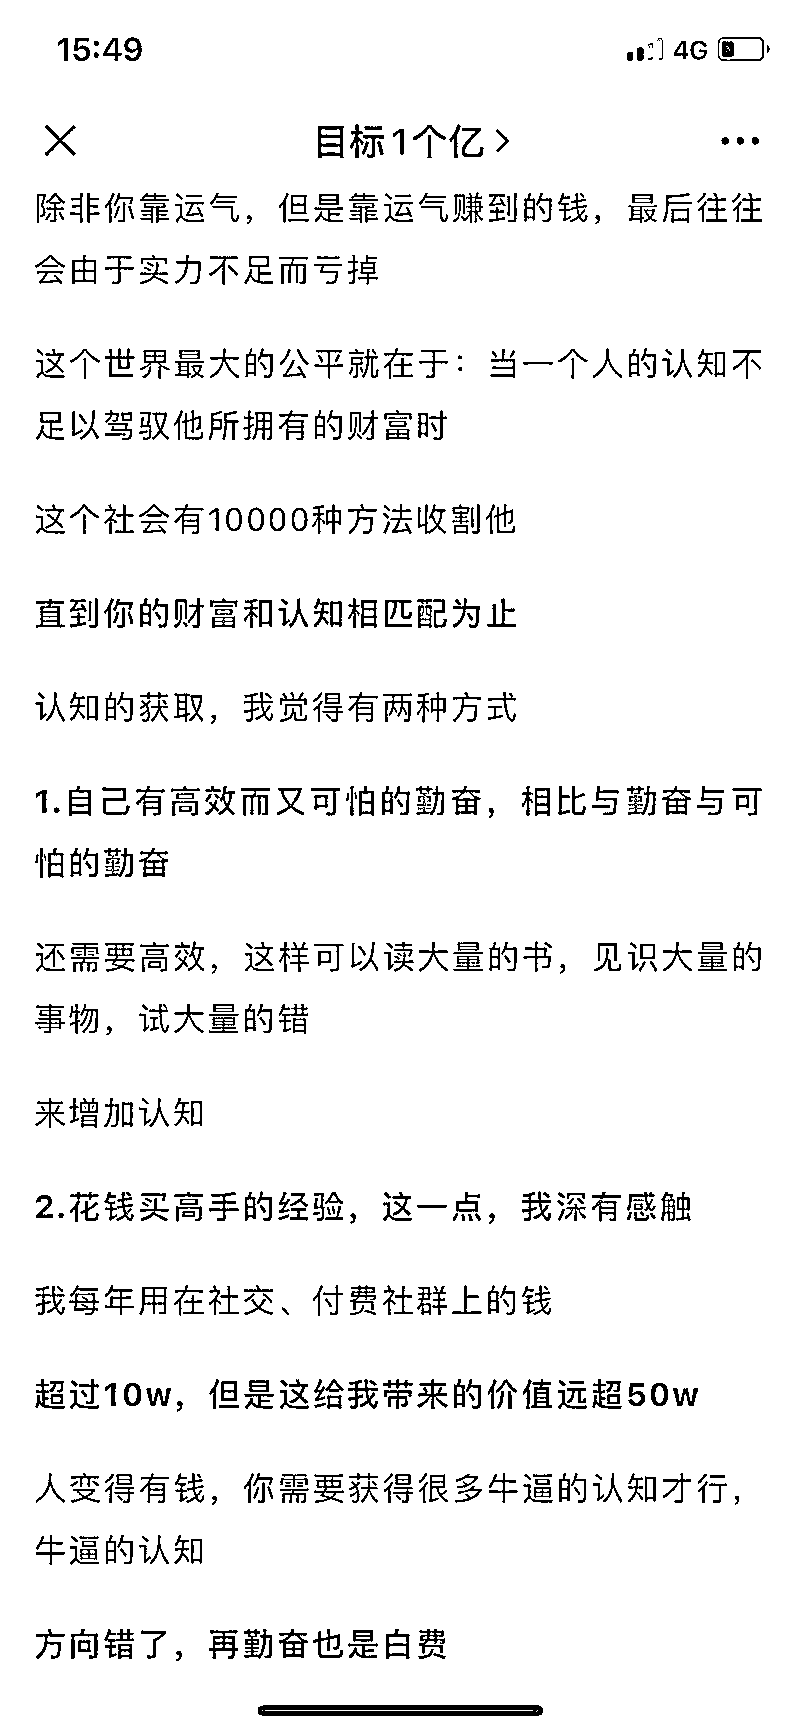 15:49
4G
目标1个亿
除非你靠运气，但是靠运气赚到的钱，最后往往
会由于实力不足而亏掉
这个世界最大的公平就在于：当一个人的认知不
足以驾驭他所拥有的财富时
这个社会有10000种方法收割他
直到你的财富和认知相匹配为止
认知的获取，我觉得有两种方式
1.自己有高效而又可怕的勤奋，相比与勤奋与可
怕的勤奋
还需要高效，这样可以读大量的书，见识大量的
事物，试大量的错
来增加认知
2.花钱买高手的经验，这一点，我深有感触
我每年用在社交、付费社群上的钱
超过10w，但是这给我带来的价值远超50w
人变得有钱，你需要获得很多牛逼的认知才行，
牛逼的认知
方向错了，再勤奋也是白费